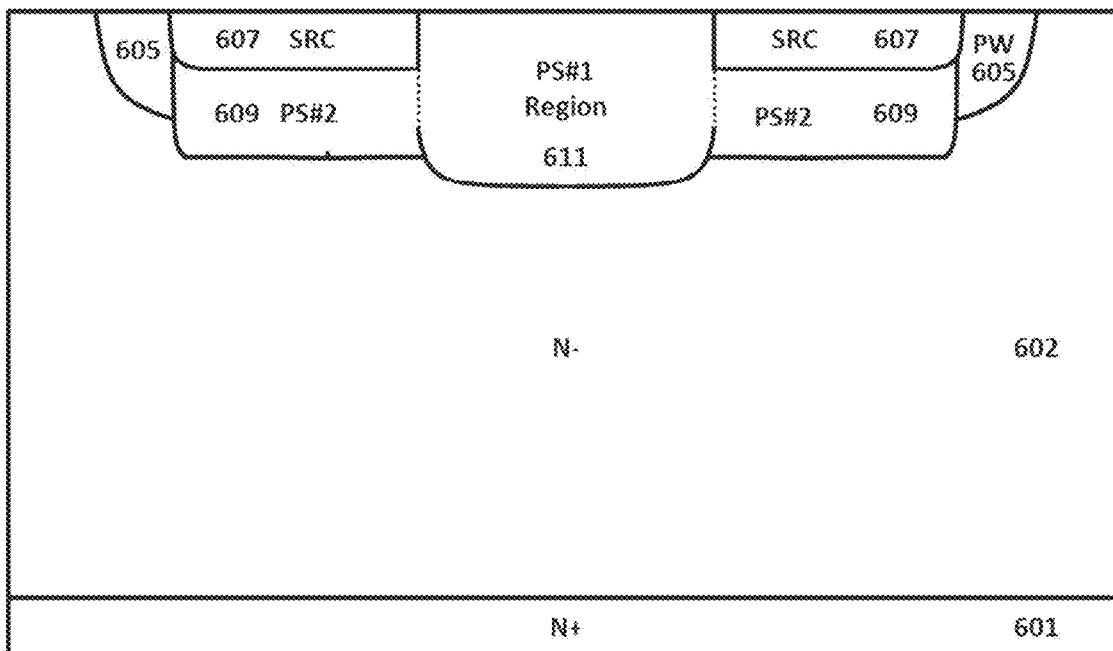 605 607 SRC SRC 607 PW
605
PS#1
Region
611
609 PS#2 PS#2 609
N- 602
N+ 601